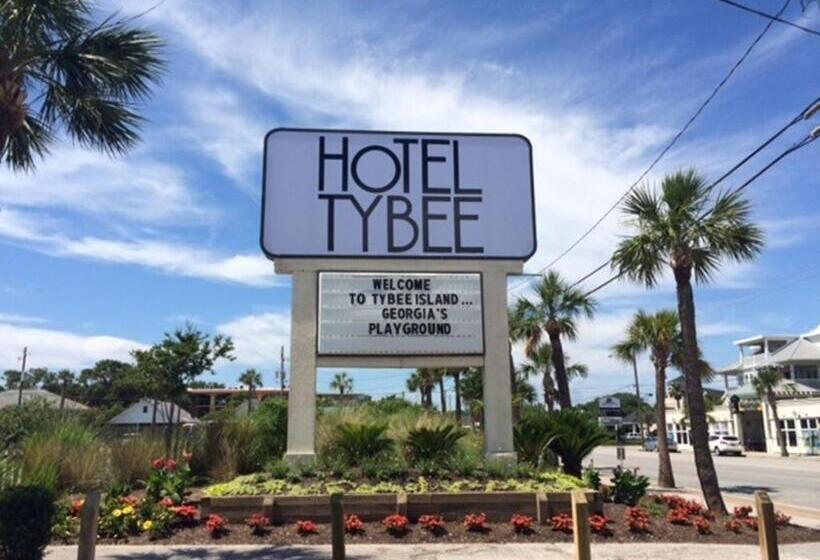 HOTEL
TYBEE
WELCOME
TO TYBEE ISLAND...
GEORGIA'S
PLAYGROUND